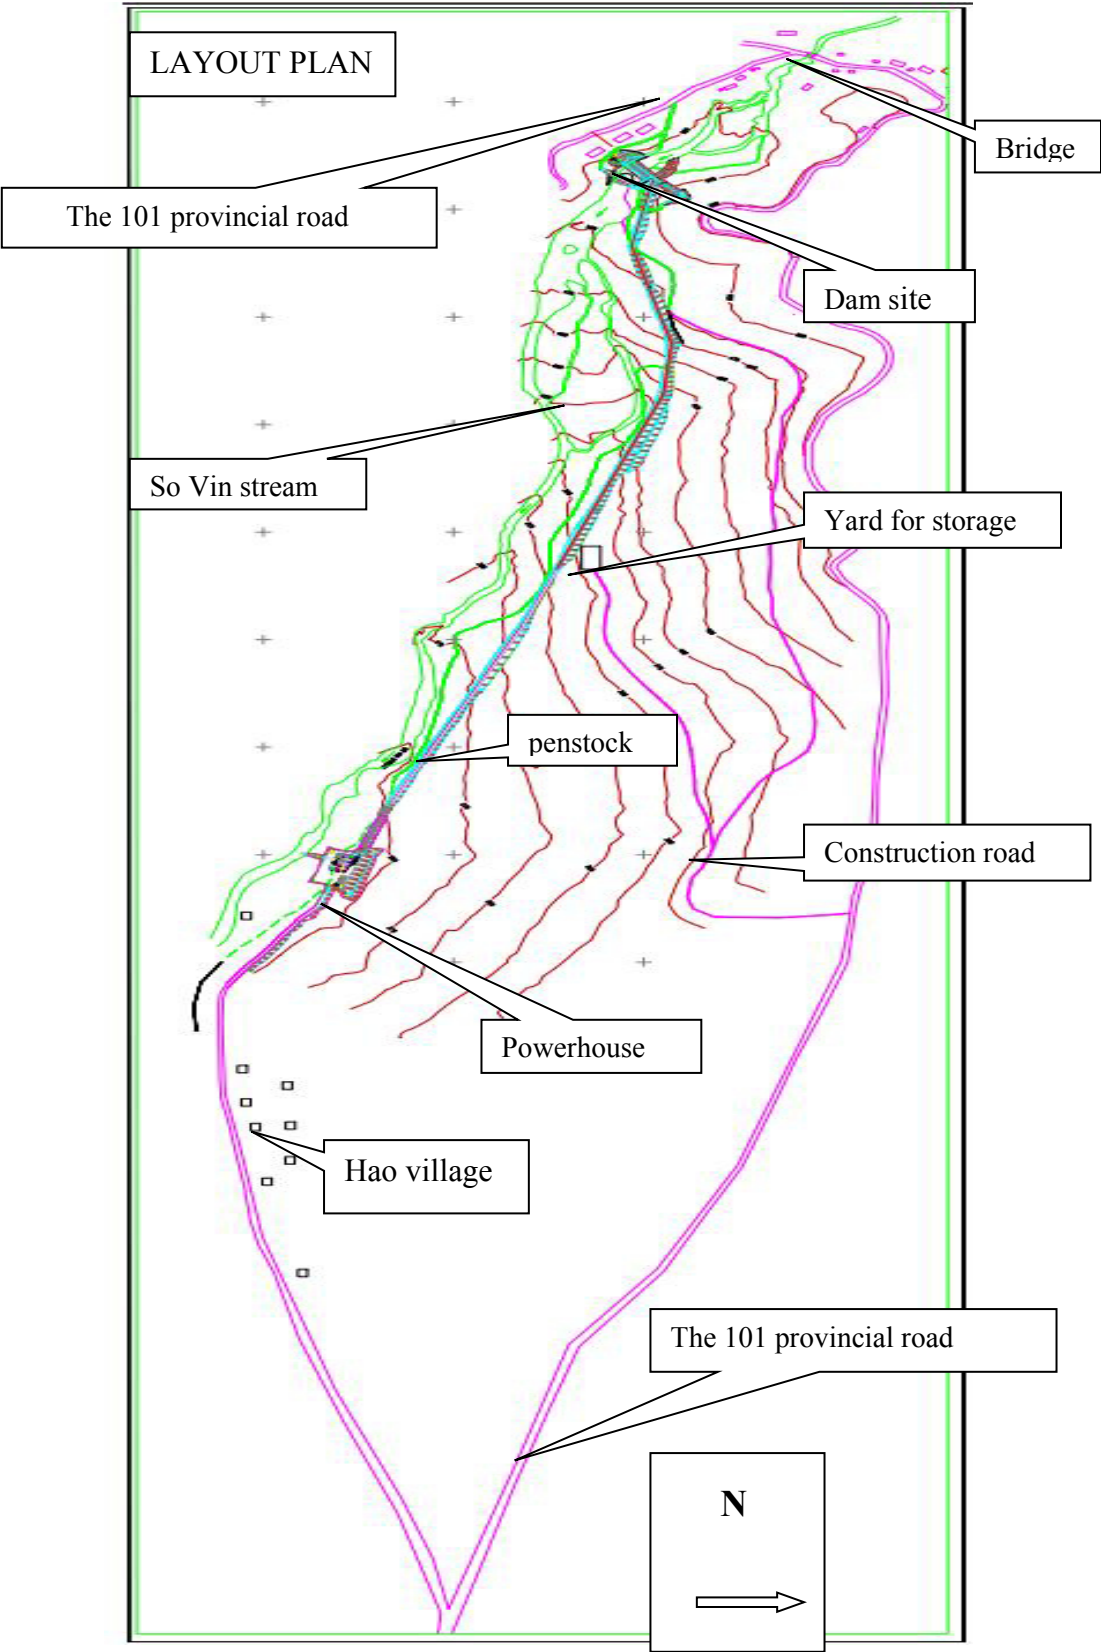 LAYOUT PLAN
Bridge
The 101 provincial road
Dam site
So Vin stream
Yard for storage
penstock
Construction road
Powerhouse
Hao village
The 101 provincial road
N